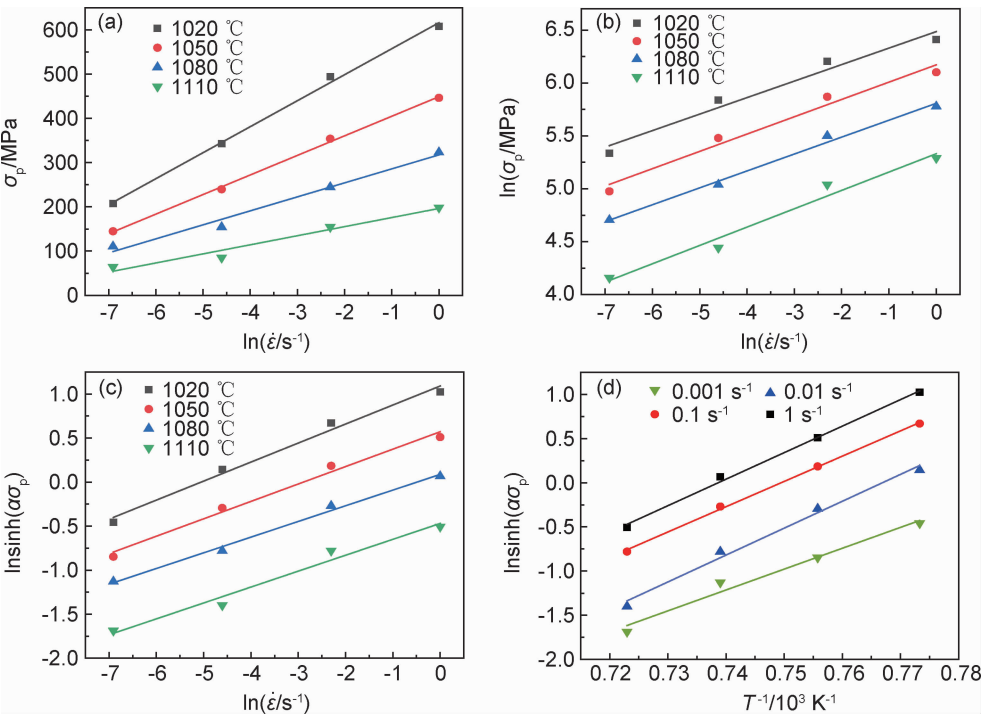 (a)
1020 ℃
1050 ℃
1080 ℃
1110 ℃
600
500
400
300
200
100
0
σp/MPa
-7 -6 -5 -4 -3 -2 -1 0
ln(ε̇/s⁻¹)
(b)
1020 ℃
1050 ℃
1080 ℃
1110 ℃
6.5
6.0
5.5
5.0
4.5
4.0
ln(σp/MPa)
-7 -6 -5 -4 -3 -2 -1 0
ln(ε̇/s⁻¹)
(c)
1020 ℃
1050 ℃
1080 ℃
1110 ℃
1.0
0.5
0.0
-0.5
-1.0
-1.5
-2.0
lnsinh(ασp)
-7 -6 -5 -4 -3 -2 -1 0
ln(ε̇/s⁻¹)
(d)
0.001 s⁻¹ 0.01 s⁻¹
0.1 s⁻¹ 1 s⁻¹
1.0
0.5
0.0
-0.5
-1.0
-1.5
-2.0
lnsinh(ασp)
0.72 0.73 0.74 0.75 0.76 0.77 0.78
T⁻¹/10³ K⁻¹